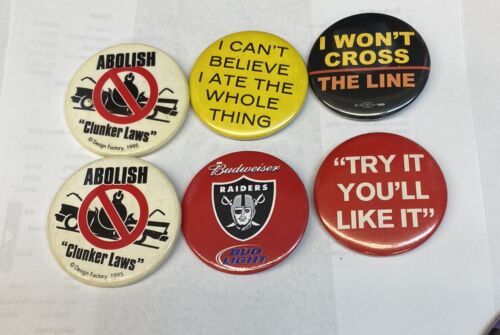 ABOLISH
"Clunker Laws"
© Design Factory, 1995
I CAN'T
BELIEVE
I ATE THE
WHOLE
THING
I WON'T
CROSS
THE LINE
ABOLISH
"Clunker Laws"
© Design Factory, 1995
Budweiser
RAIDERS
BUD
LIGHT
"TRY IT
YOU'LL
LIKE IT"